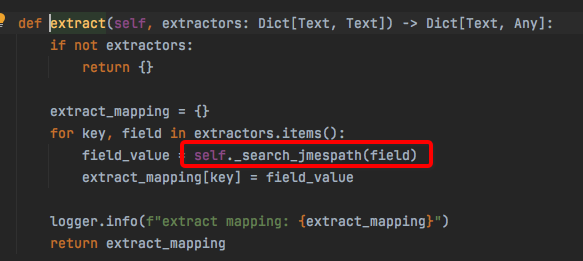 def extract(self, extractors: Dict[Text, Text]) -> Dict[Text, Any]:
    if not extractors:
        return {}

    extract_mapping = {}
    for key, field in extractors.items():
        field_value = self._search_jmespath(field)
        extract_mapping[key] = field_value

    logger.info(f"extract mapping: {extract_mapping}")
    return extract_mapping